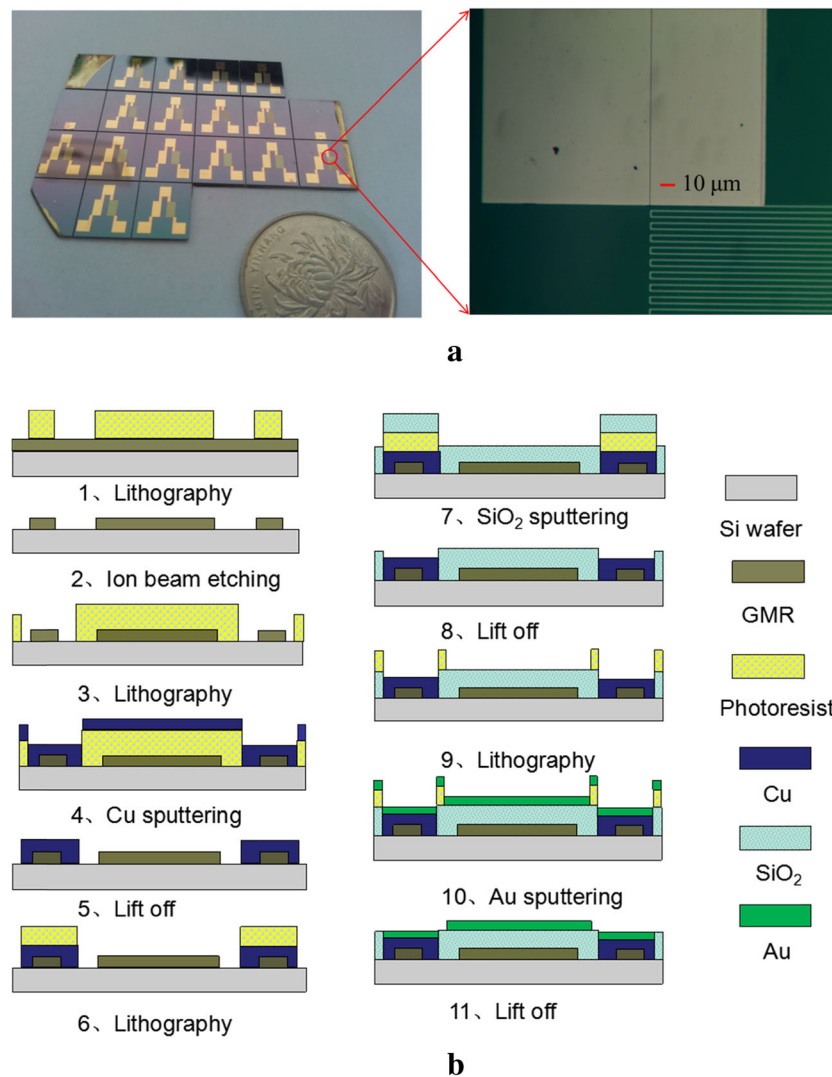 YINHANG
10 μm
a
1、Lithography
2、Ion beam etching
3、Lithography
4、Cu sputtering
5、Lift off
6、Lithography
7、SiO₂ sputtering
8、Lift off
9、Lithography
10、Au sputtering
11、Lift off
Si wafer
GMR
Photoresist
Cu
SiO₂
Au
b